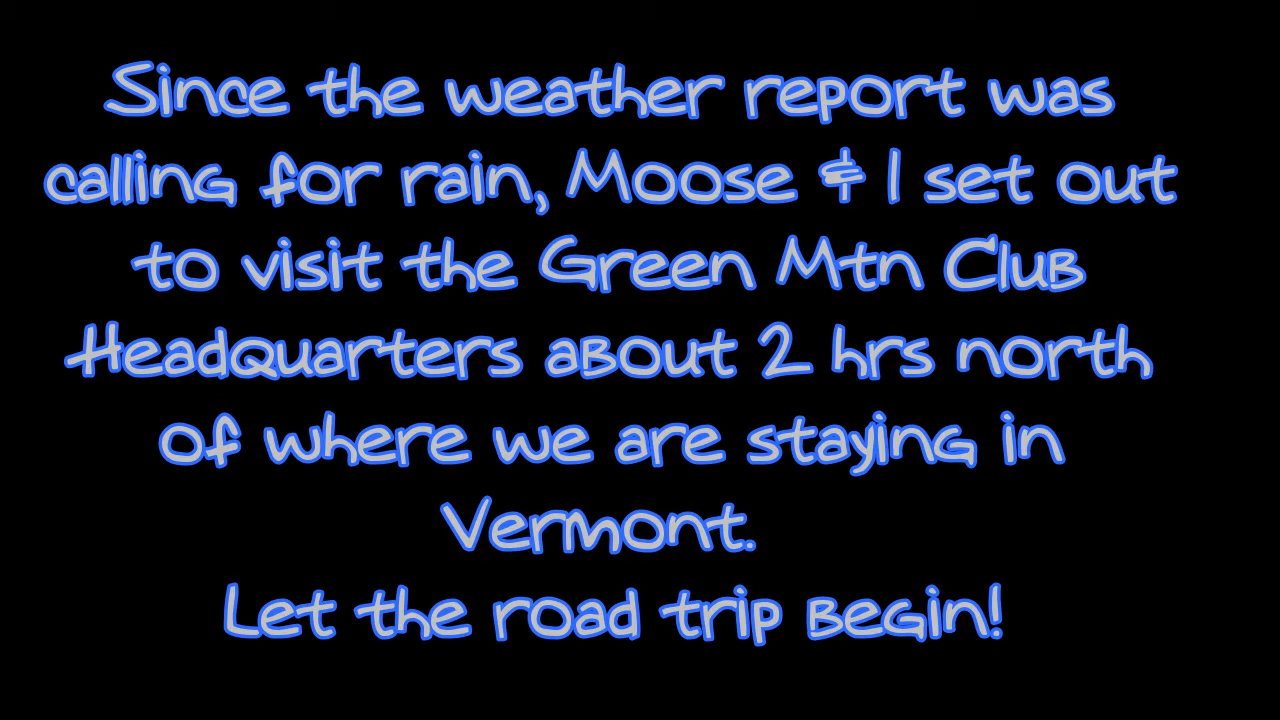 Since the weather report was
calling for rain, Moose & I set out
to visit the Green Mtn Club
Headquarters about 2 hrs north
of where we are staying in
Vermont.
Let the road trip begin!